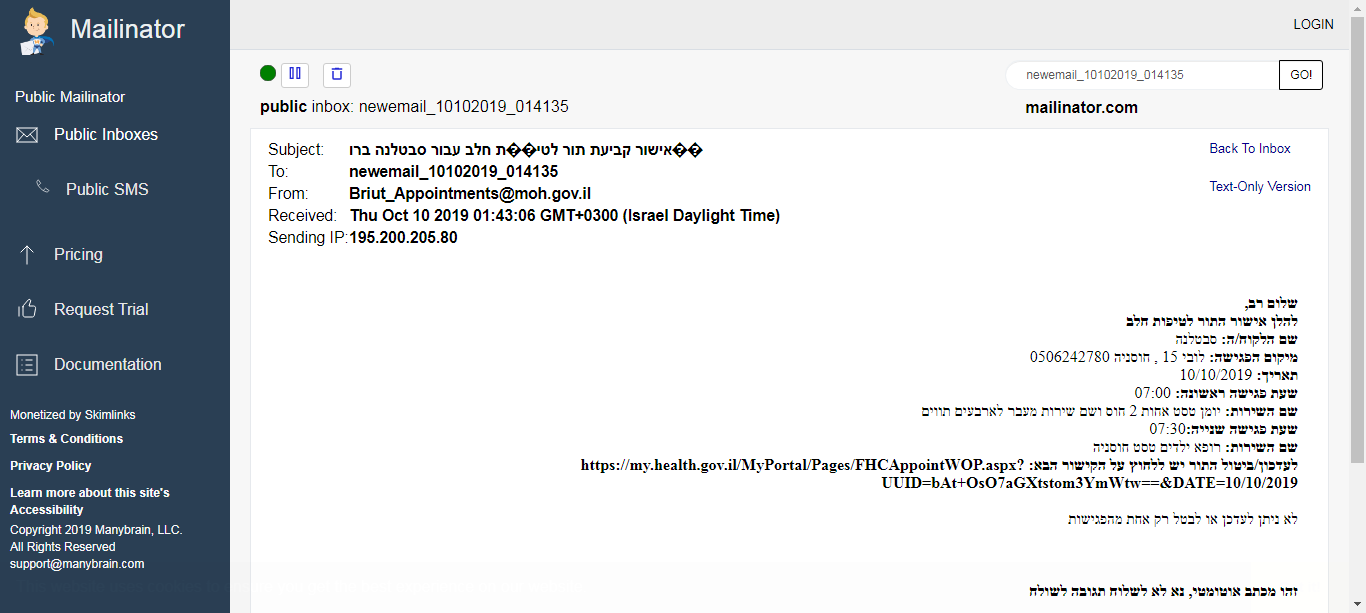 Mailinator
LOGIN
Public Mailinator
Public Inboxes
Public SMS
Pricing
Request Trial
Documentation
Monetized by Skimlinks
Terms & Conditions
Privacy Policy
Learn more about this site's
Accessibility
Copyright 2019 Manybrain, LLC.
All Rights Reserved
support@manybrain.com
newemail_10102019_014135
GO!
public inbox: newemail_10102019_014135
mailinator.com
Subject: אישור קביעת תור לטי��ת חלב עבור סבטלנה ברו��
Back To Inbox
To: newemail_10102019_014135
Text-Only Version
From: Briut_Appointments@moh.gov.il
Received: Thu Oct 10 2019 01:43:06 GMT+0300 (Israel Daylight Time)
Sending IP: 195.200.205.80
שלום רב,
להלן אישור התור לטיפות חלב
שם הלקוח/ה: סבטלנה
מיקום הפגישה: לובי 15 , חוסניה 0506242780
תאריך: 10/10/2019
שעת פגישה ראשונה: 07:00
שם השירות: יומן טסט אחות 2 חוס ושם שירות מעבר לארבעים תווים
שעת פגישה שנייה:07:30
שם השירות: רופא ילדים טסט חוסניה
לעדכון/ביטול התור יש ללחוץ על הקישור הבא: https://my.health.gov.il/MyPortal/Pages/FHCAppointWOP.aspx?
UUID=bAt+OsO7aGXtstom3YmWtw==&DATE=10/10/2019
לא ניתן לעדכן או לבטל רק אחת מהפגישות
זהו מכתב אוטומטי, נא לא לשלוח תגובה לשולח